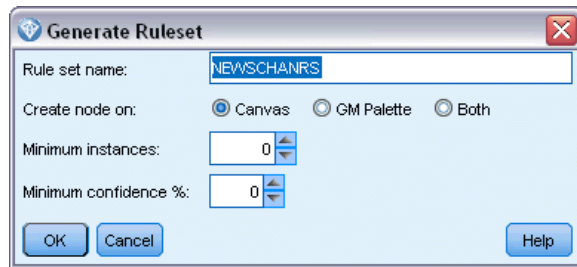 Generate Ruleset
Rule set name: NEWSCHANRS
Create node on: Canvas GM Palette Both
Minimum instances: 0
Minimum confidence %: 0
OK Cancel Help